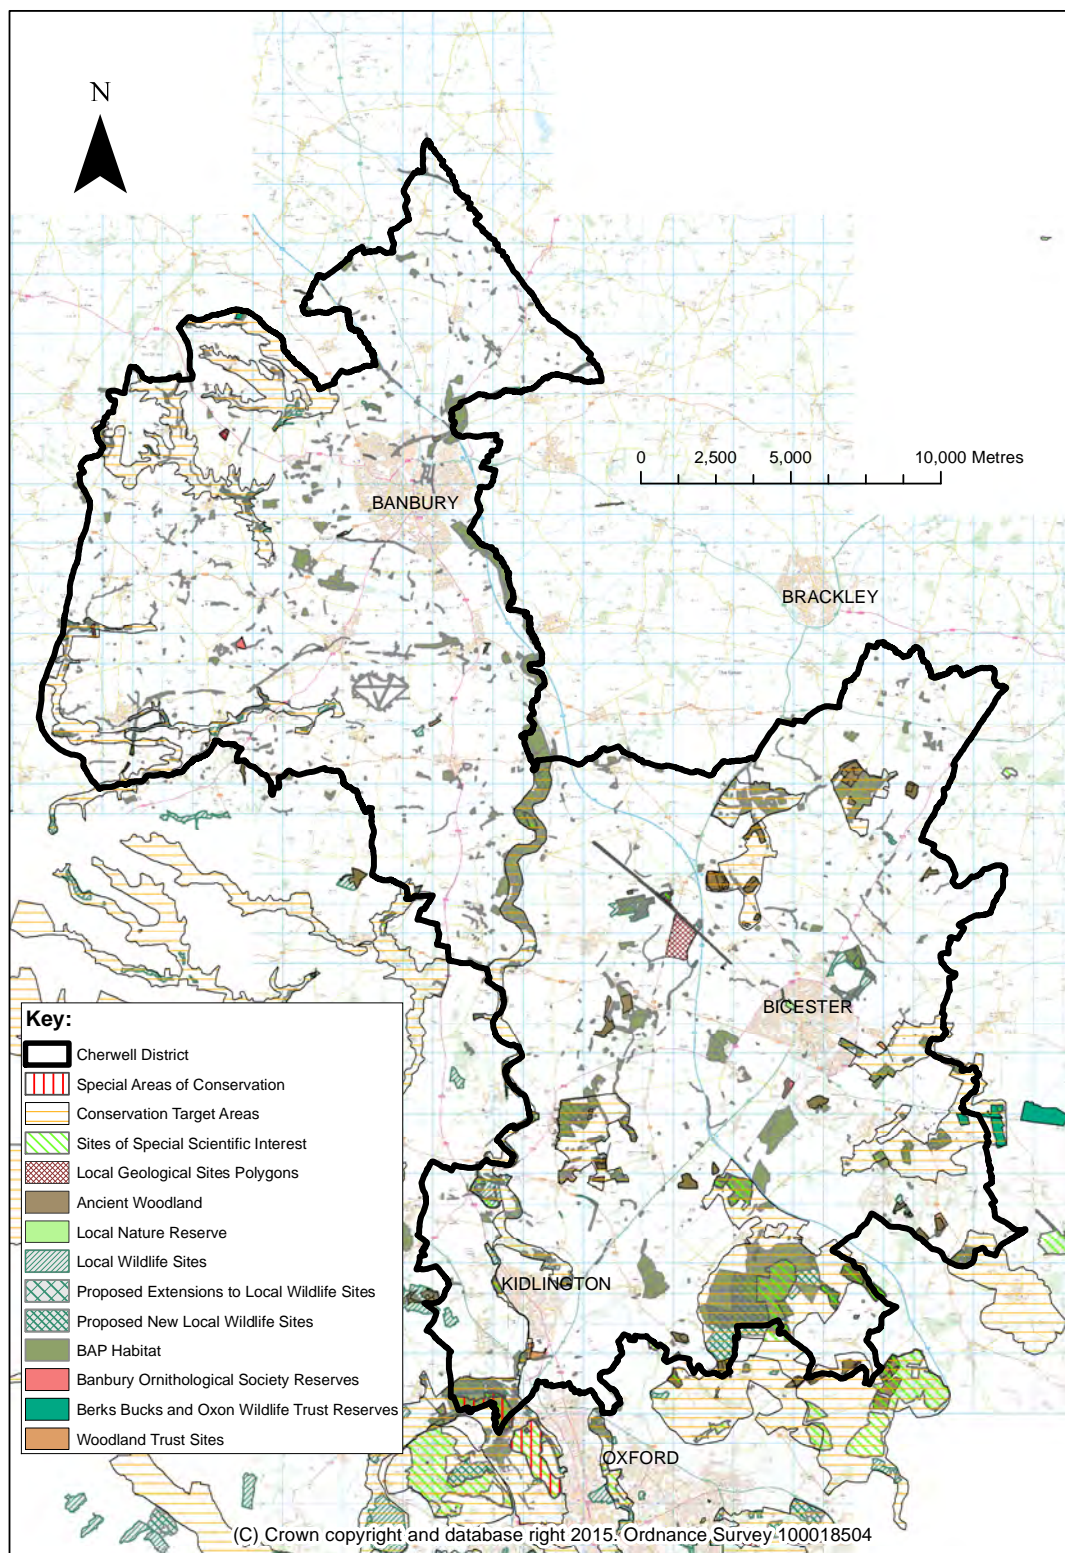 N
0 2,500 5,000 10,000 Metres
BANBURY
BRACKLEY
BICESTER
KIDLINGTON
OXFORD
Key:
Cherwell District
Special Areas of Conservation
Conservation Target Areas
Sites of Special Scientific Interest
Local Geological Sites Polygons
Ancient Woodland
Local Nature Reserve
Local Wildlife Sites
Proposed Extensions to Local Wildlife Sites
Proposed New Local Wildlife Sites
BAP Habitat
Banbury Ornithological Society Reserves
Berks Bucks and Oxon Wildlife Trust Reserves
Woodland Trust Sites
(C) Crown copyright and database right 2015. Ordnance Survey 100018504